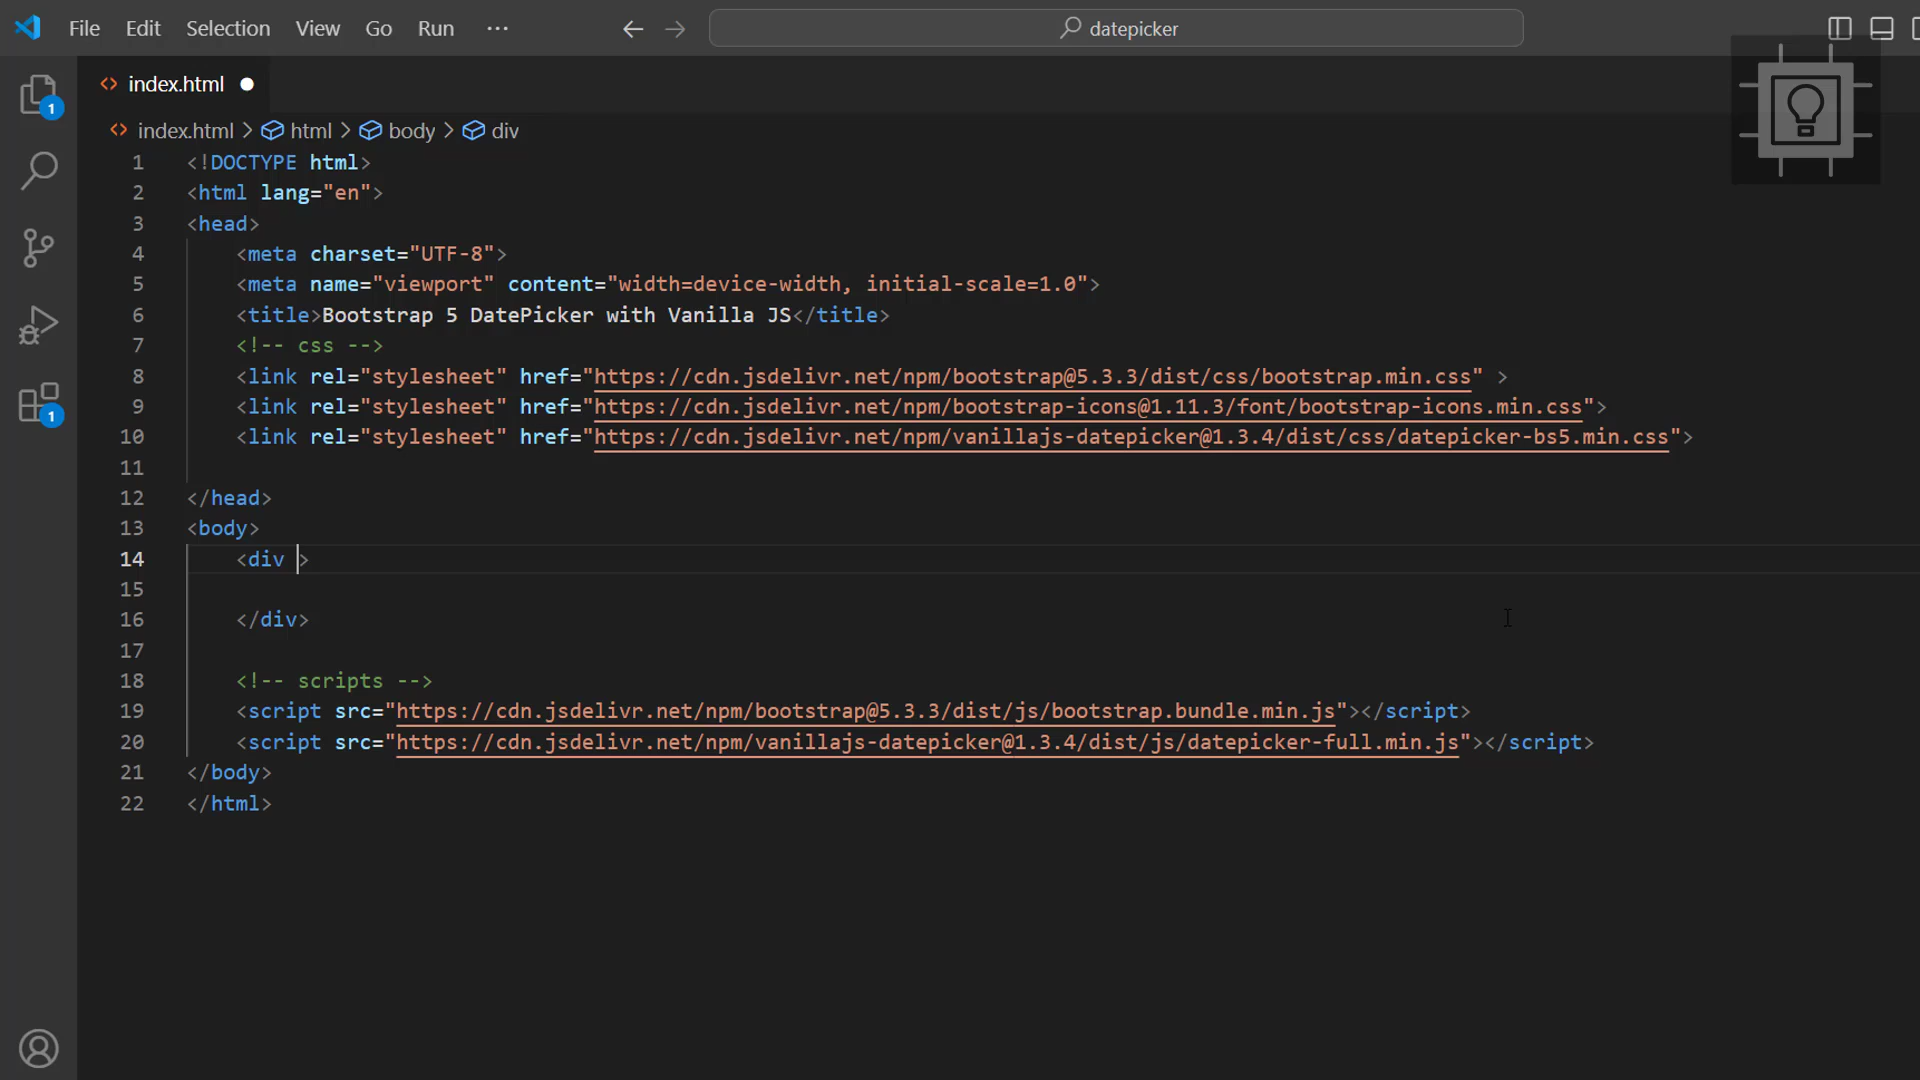 File Edit Selection View Go Run ··· datepicker
index.html
index.html > html > body > div
1 <!DOCTYPE html>
2 <html lang="en">
3 <head>
4 <meta charset="UTF-8">
5 <meta name="viewport" content="width=device-width, initial-scale=1.0">
6 <title>Bootstrap 5 DatePicker with Vanilla JS</title>
7 <!-- css -->
8 <link rel="stylesheet" href="https://cdn.jsdelivr.net/npm/bootstrap@5.3.3/dist/css/bootstrap.min.css" >
9 <link rel="stylesheet" href="https://cdn.jsdelivr.net/npm/bootstrap-icons@1.11.3/font/bootstrap-icons.min.css">
10 <link rel="stylesheet" href="https://cdn.jsdelivr.net/npm/vanillajs-datepicker@1.3.4/dist/css/datepicker-bs5.min.css">
11
12 </head>
13 <body>
14 <div >
15
16 </div>
17
18 <!-- scripts -->
19 <script src="https://cdn.jsdelivr.net/npm/bootstrap@5.3.3/dist/js/bootstrap.bundle.min.js"></script>
20 <script src="https://cdn.jsdelivr.net/npm/vanillajs-datepicker@1.3.4/dist/js/datepicker-full.min.js"></script>
21 </body>
22 </html>
1
1